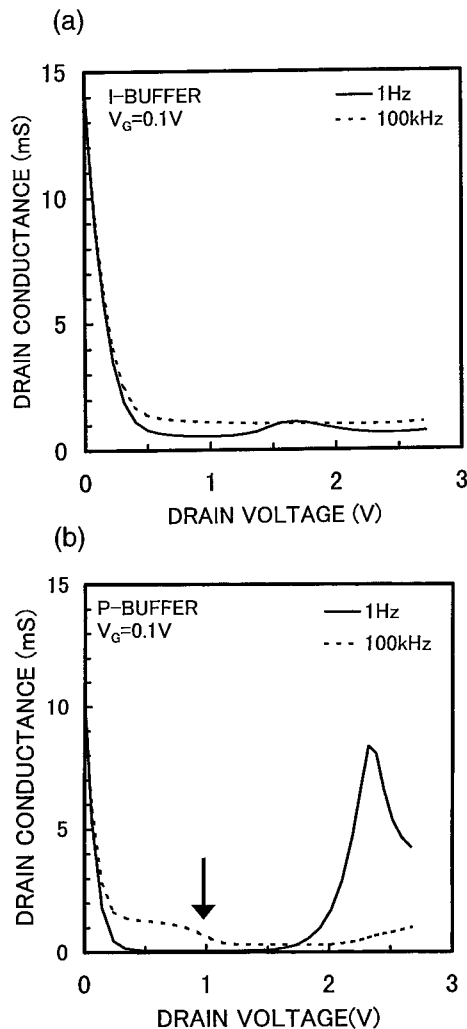 (a)
15
10
5
0
I-BUFFER
V_G=0.1V
1Hz
100kHz
DRAIN CONDUCTANCE (mS)
0 1 2 3
DRAIN VOLTAGE (V)
(b)
15
10
5
0
P-BUFFER
V_G=0.1V
1Hz
100kHz
DRAIN CONDUCTANCE (mS)
0 1 2 3
DRAIN VOLTAGE(V)